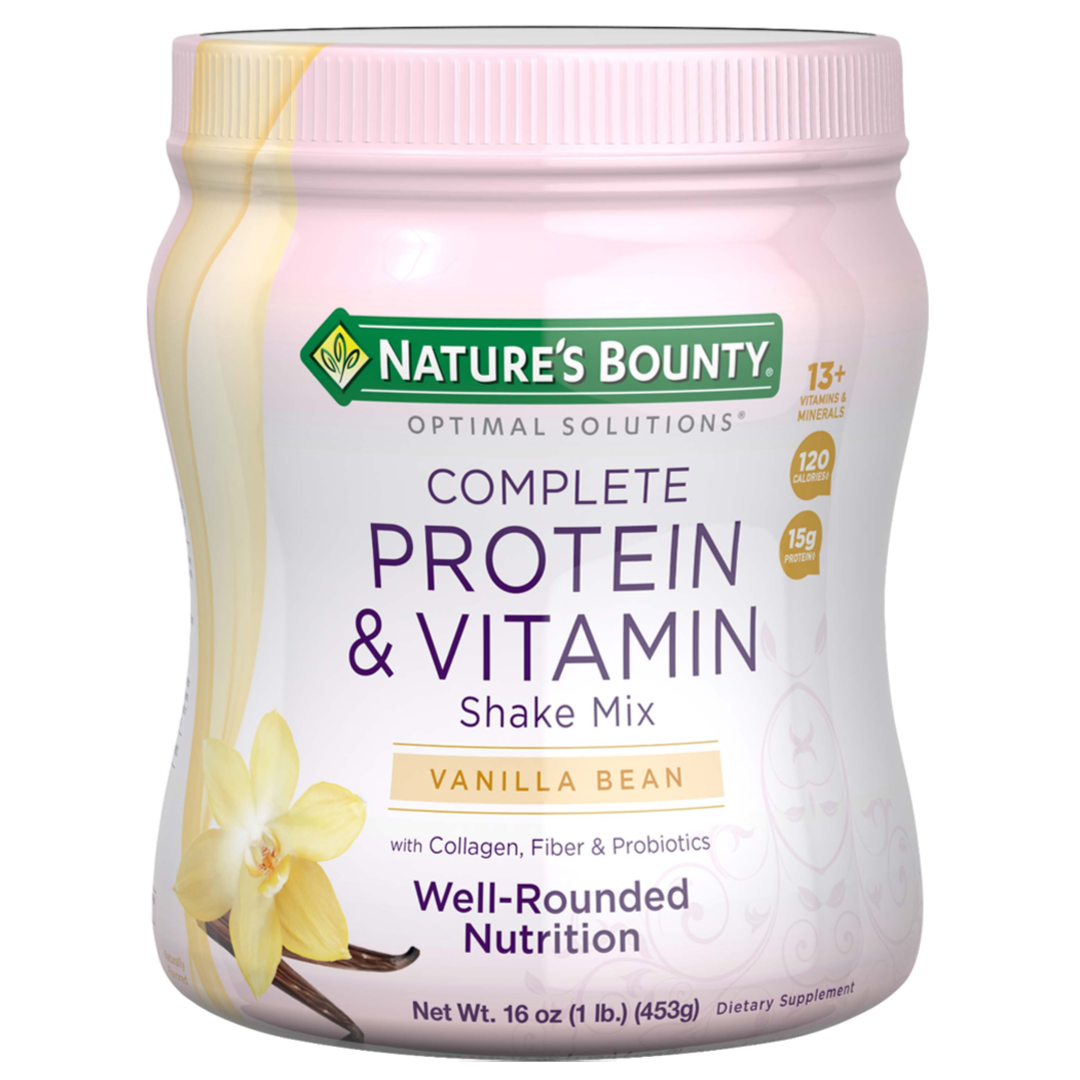 NATURE'S BOUNTY®
OPTIMAL SOLUTIONS®
COMPLETE
PROTEIN
& VITAMIN
Shake Mix
VANILLA BEAN
with Collagen, Fiber & Probiotics
Well-Rounded
Nutrition
Net Wt. 16 oz (1 lb.) (453g) Dietary Supplement
13+
VITAMINS &
MINERALS
120
CALORIES◊
15g
PROTEIN◊
Naturally